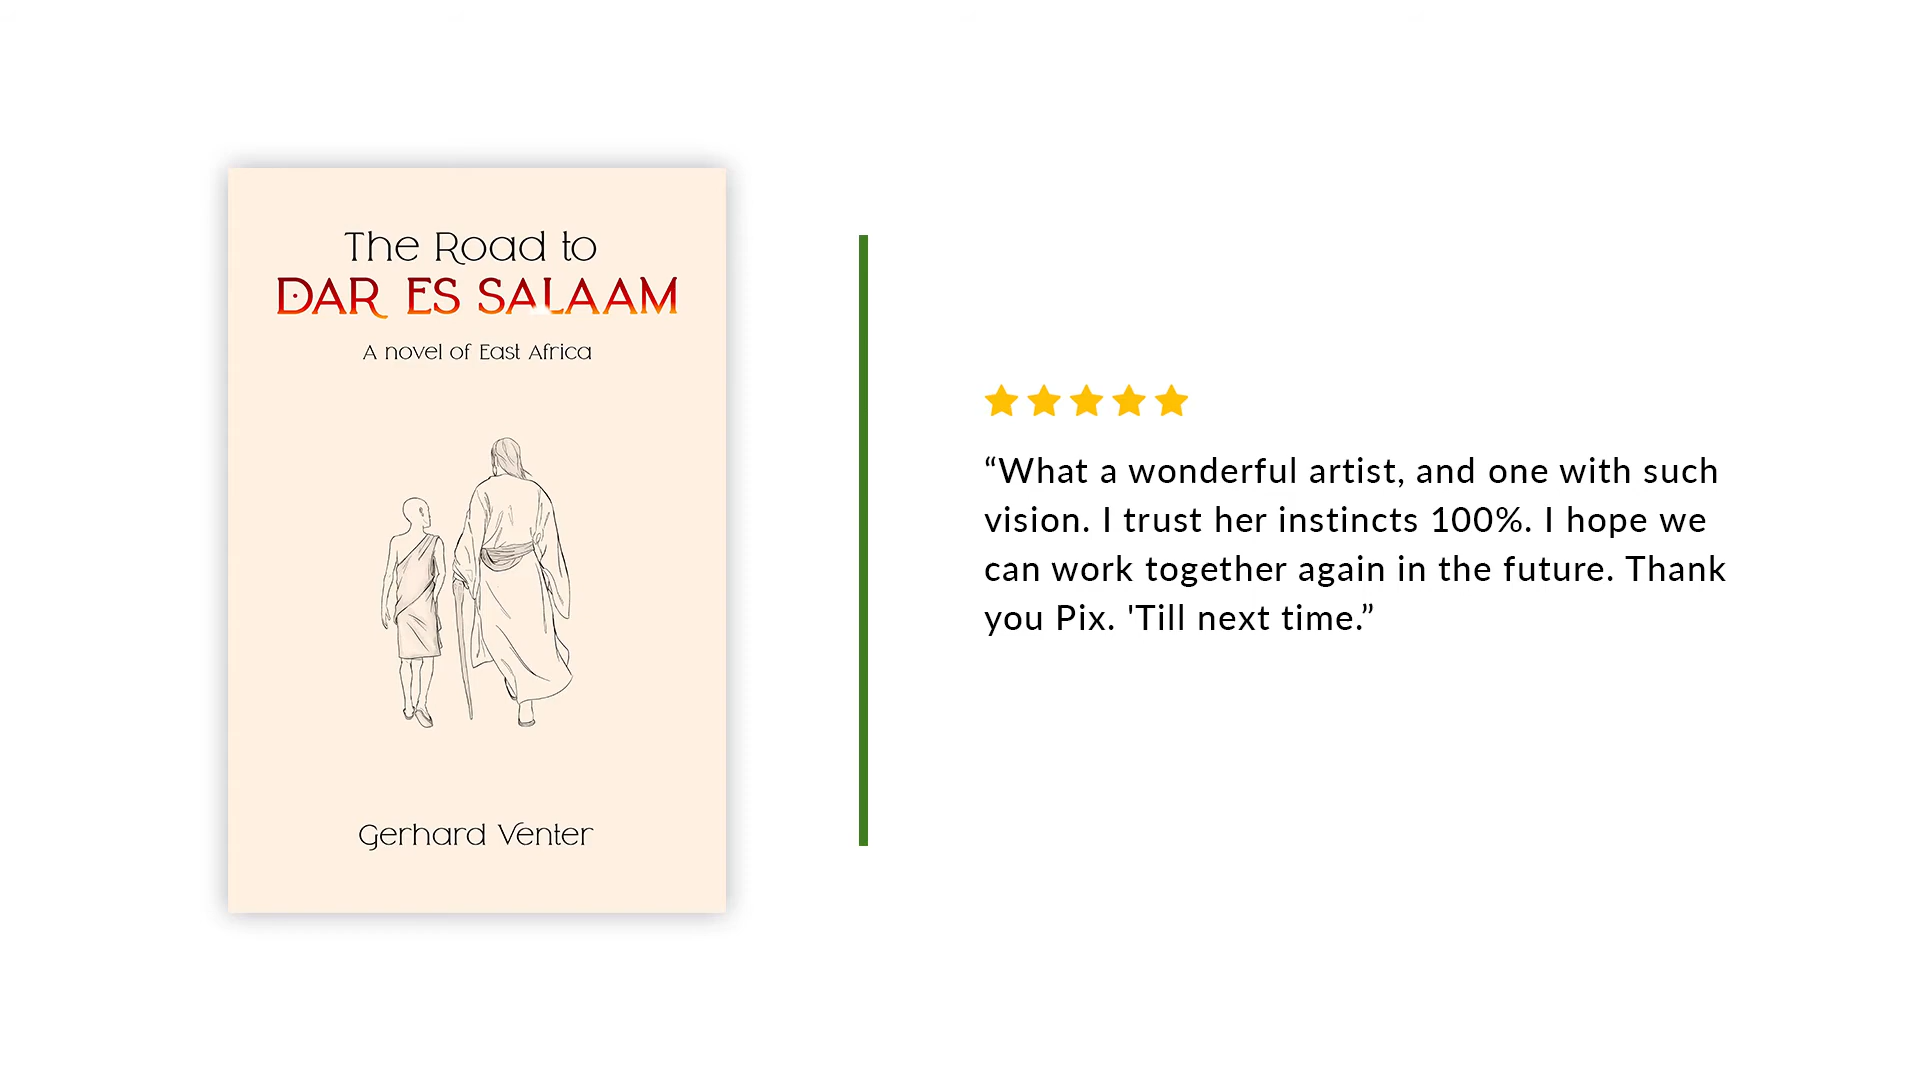 The Road to
DAR ES SALAAM
A novel of East Africa
Gerhard Venter
“What a wonderful artist, and one with such
vision. I trust her instincts 100%. I hope we
can work together again in the future. Thank
you Pix. 'Till next time.”